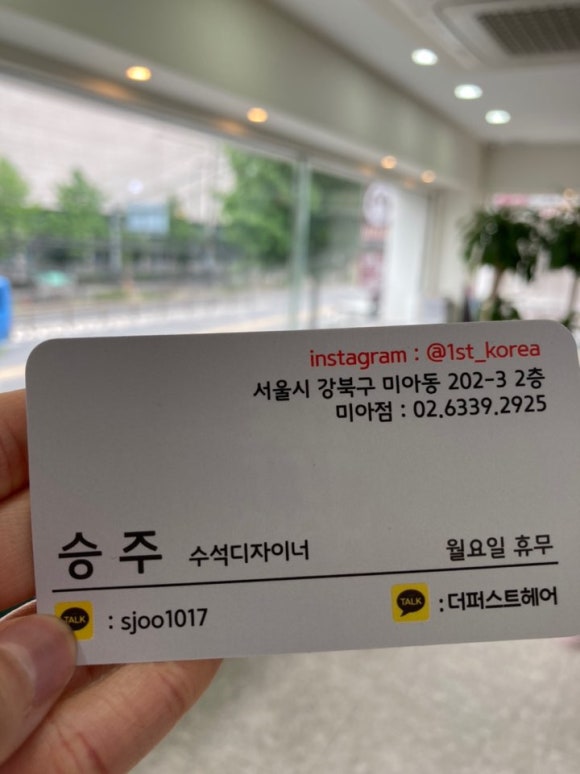 instagram : @1st_korea
서울시 강북구 미아동 202-3 2층
미아점 : 02.6339.2925
승주 수석디자이너 월요일 휴무
TALK : sjoo1017 TALK : 더퍼스트헤어